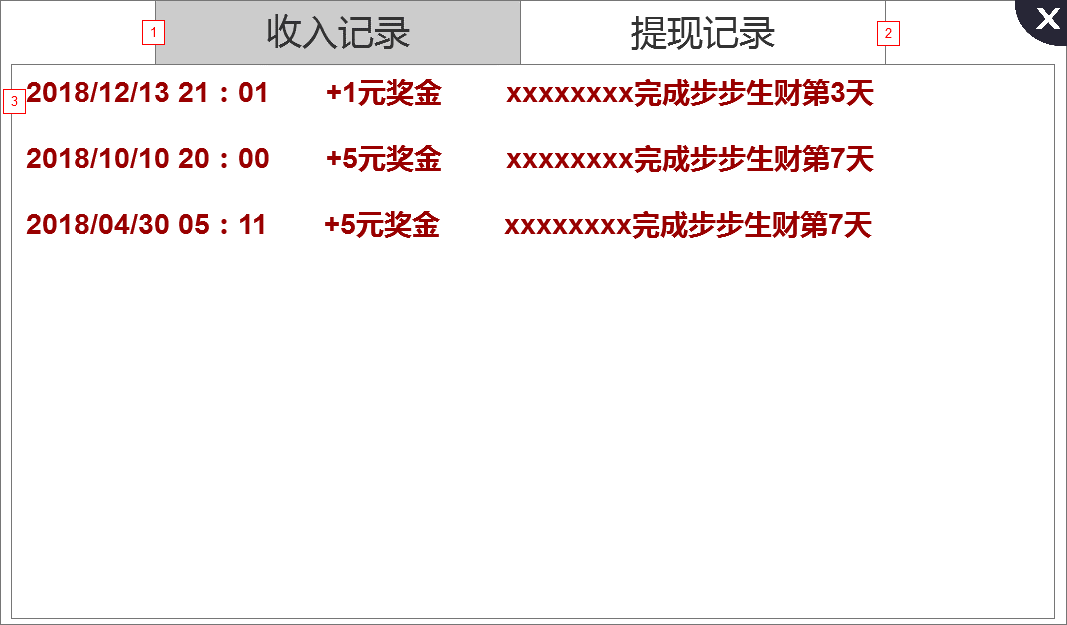 1 收入记录 提现记录 2 X
3 2018/12/13 21：01 +1元奖金 xxxxxxxx完成步步生财第3天
2018/10/10 20：00 +5元奖金 xxxxxxxx完成步步生财第7天
2018/04/30 05：11 +5元奖金 xxxxxxxx完成步步生财第7天